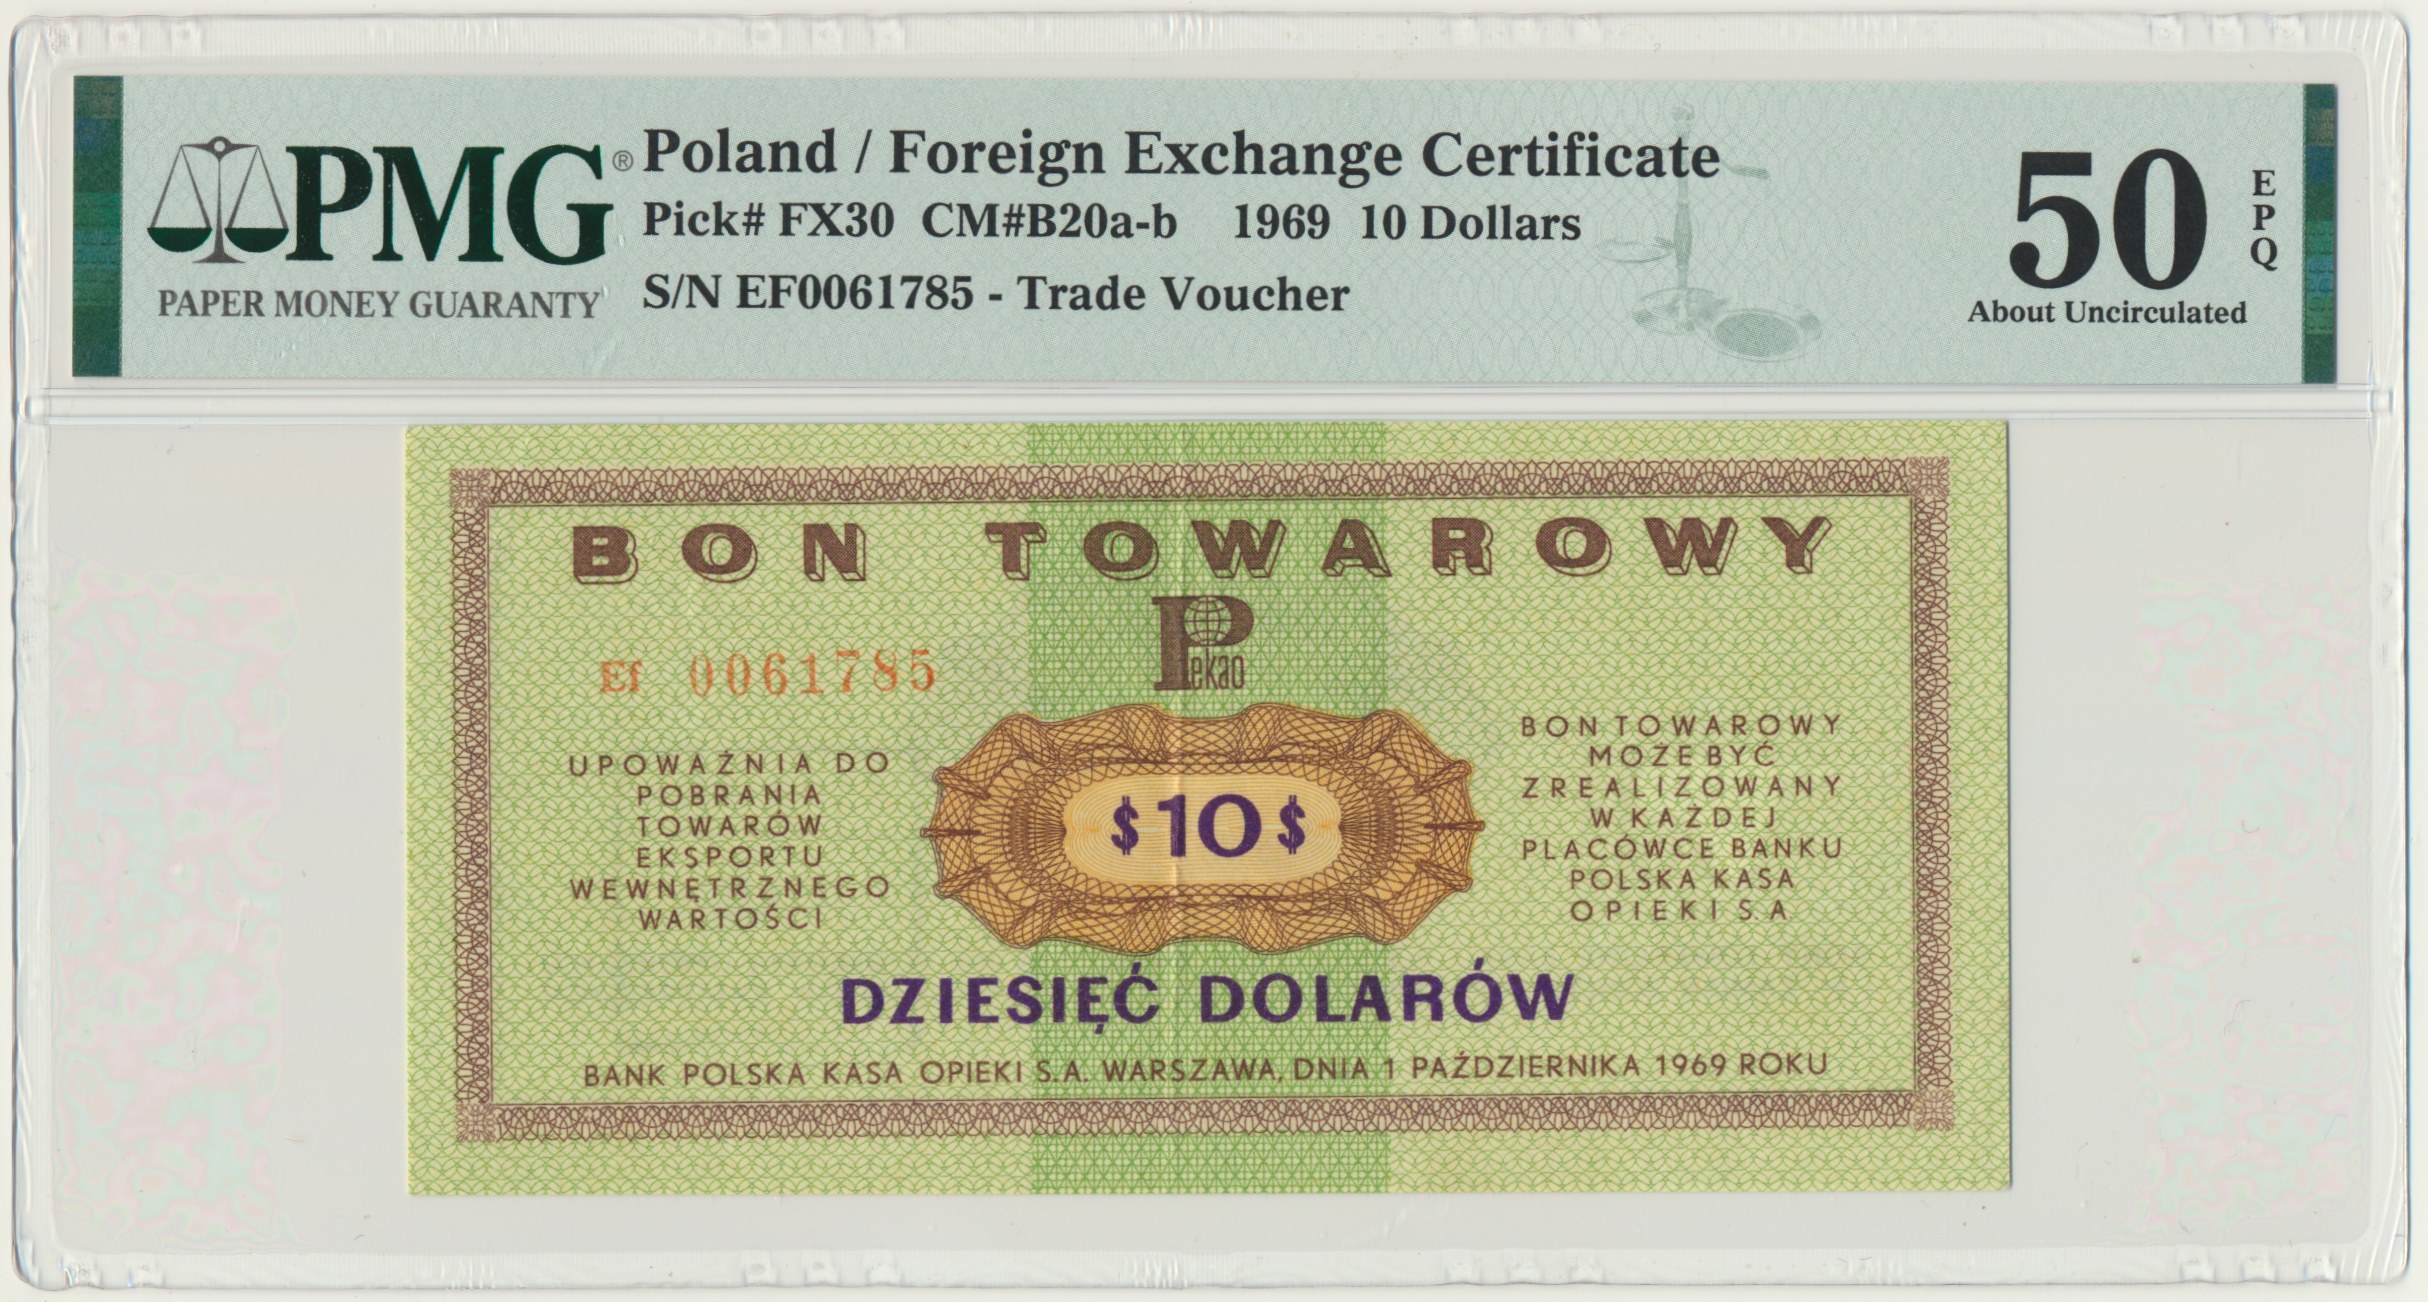 PMG®
PAPER MONEY GUARANTY
Poland / Foreign Exchange Certificate
Pick# FX30 CM#B20a-b 1969 10 Dollars
S/N EF0061785 - Trade Voucher
50
EPQ
About Uncirculated
BON TOWAROWY
Pekao
Ef 0061785
UPOWAŻNIA DO
POBRANIA
TOWARÓW
EKSPORTU
WEWNĘTRZNEGO
WARTOŚCI
$10$
BON TOWAROWY
MOŻE BYĆ
ZREALIZOWANY
W KAŻDEJ
PLACÓWCE BANKU
POLSKA KASA
OPIEKI S.A.
DZIESIĘĆ DOLARÓW
BANK POLSKA KASA OPIEKI S.A. WARSZAWA, DNIA 1 PAŹDZIERNIKA 1969 ROKU